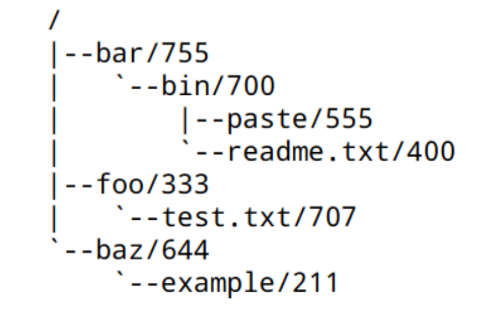 /
|--bar/755
|   `--bin/700
|       |--paste/555
|       `--readme.txt/400
|--foo/333
|   `--test.txt/707
`--baz/644
    `--example/211